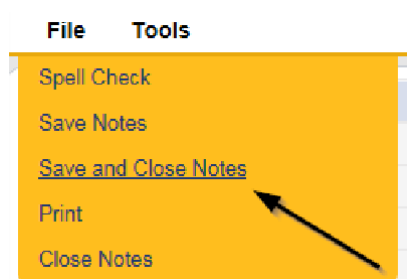 File Tools
Spell Check
Save Notes
Save and Close Notes
Print
Close Notes